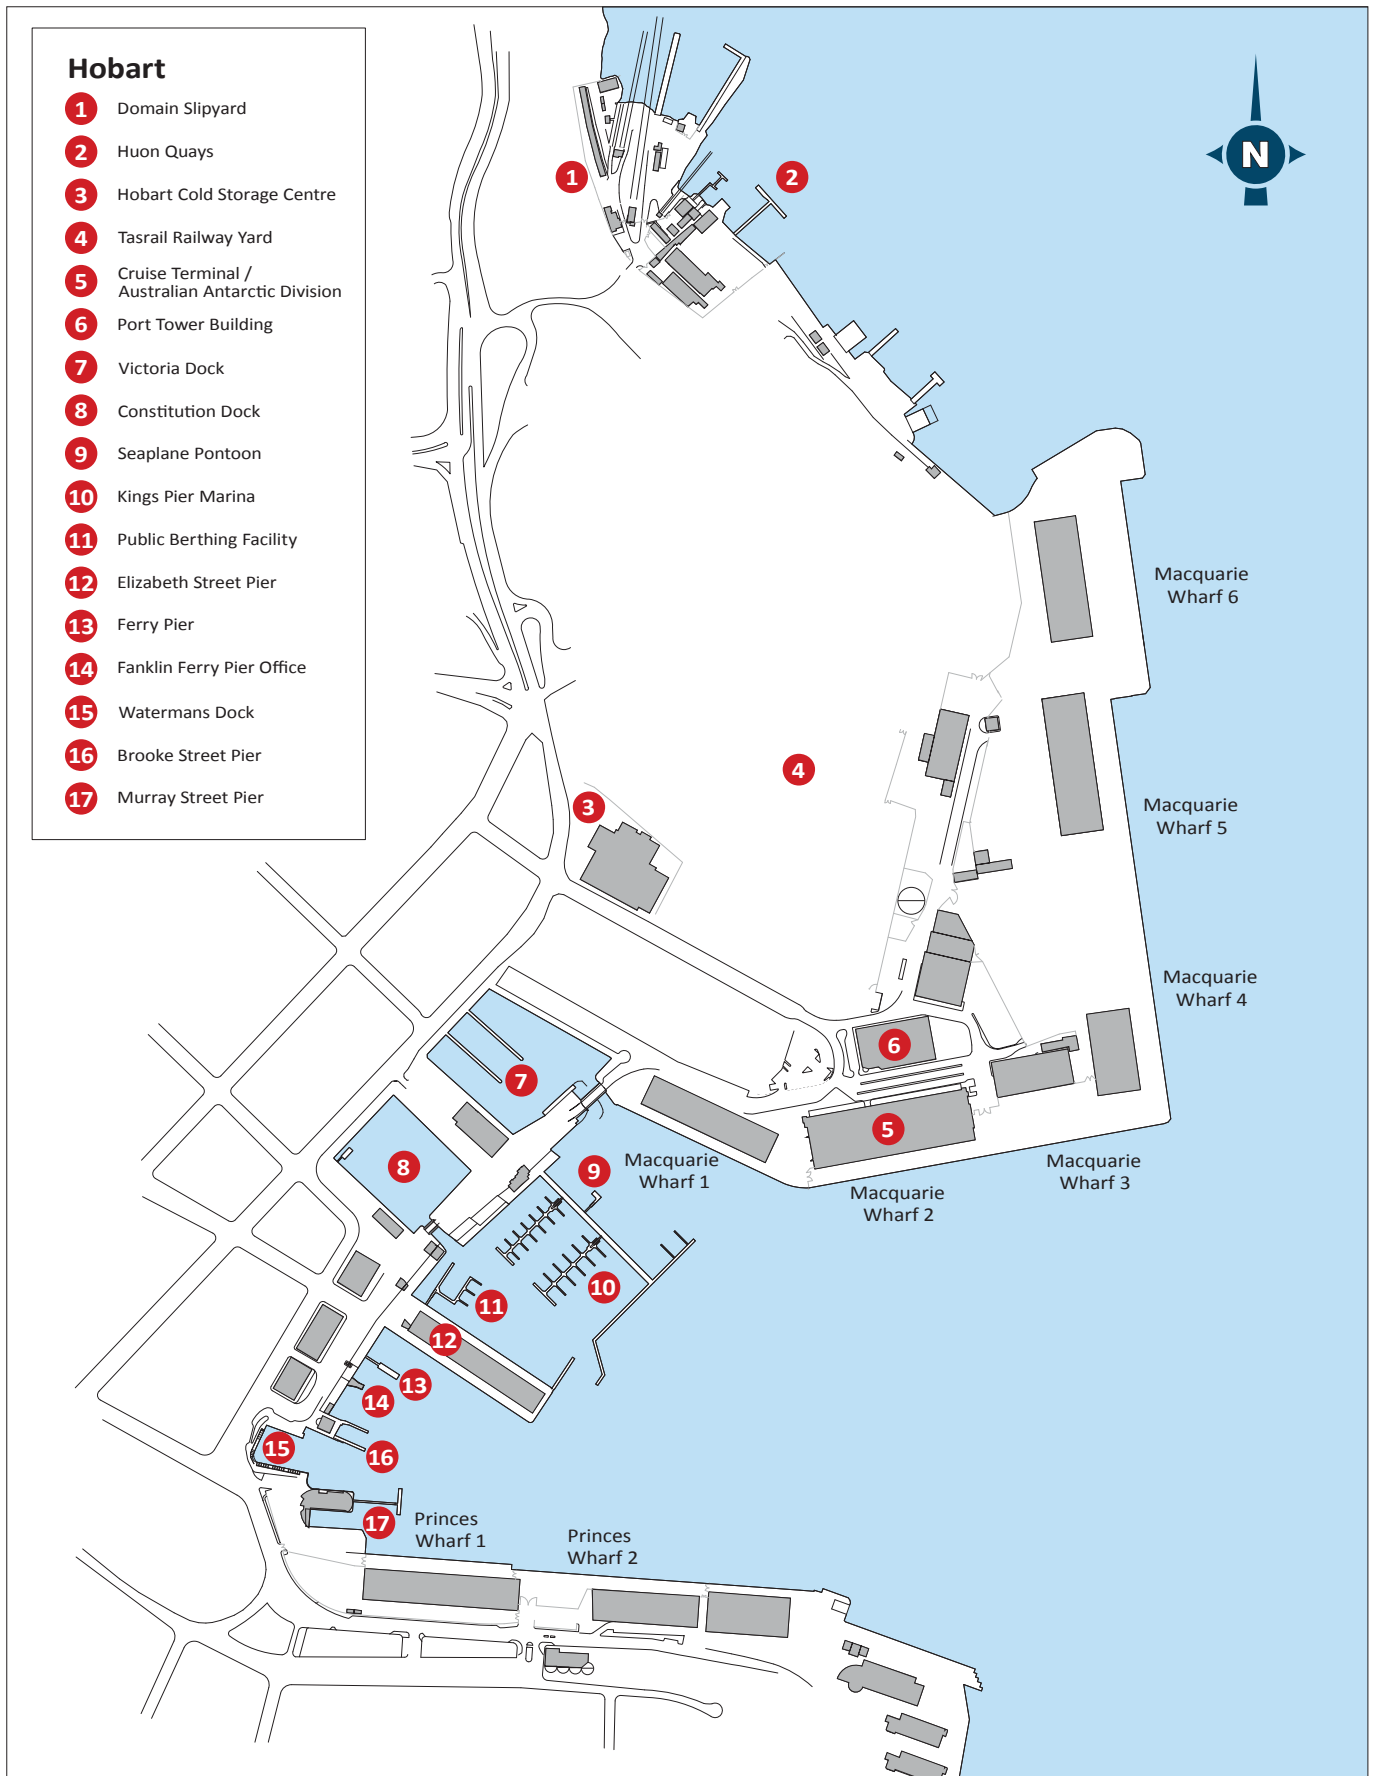 Hobart
1 Domain Slipyard
2 Huon Quays
3 Hobart Cold Storage Centre
4 Tasrail Railway Yard
5 Cruise Terminal /
Australian Antarctic Division
6 Port Tower Building
7 Victoria Dock
8 Constitution Dock
9 Seaplane Pontoon
10 Kings Pier Marina
11 Public Berthing Facility
12 Elizabeth Street Pier
13 Ferry Pier
14 Fanklin Ferry Pier Office
15 Watermans Dock
16 Brooke Street Pier
17 Murray Street Pier
N
1
2
Macquarie
Wharf 6
4
3
Macquarie
Wharf 5
Macquarie
Wharf 4
6
7
5
Macquarie
Wharf 3
8
9
Macquarie
Wharf 1
Macquarie
Wharf 2
10
11
12
13
14
15
16
17
Princes
Wharf 1
Princes
Wharf 2